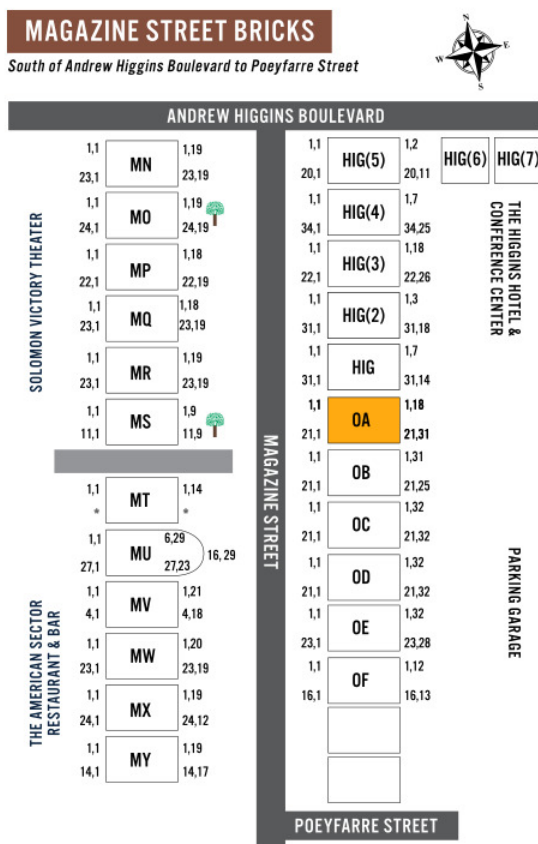 MAGAZINE STREET BRICKS
South of Andrew Higgins Boulevard to Poeyfarre Street
N
W E
S
ANDREW HIGGINS BOULEVARD
SOLOMON VICTORY THEATER
1,1 MN 1,19
23,1 23,19
1,1 MO 1,19
24,1 24,19
1,1 MP 1,18
22,1 22,19
1,1 MQ 1,18
23,1 23,19
1,1 MR 1,19
23,1 23,19
1,1 MS 1,9
11,1 11,9
THE AMERICAN SECTOR
RESTAURANT & BAR
1,1 MT 1,14
* *
1,1 MU 6,29
16, 29
27,1 27,23
1,1 MV 1,21
4,1 4,18
1,1 MW 1,20
23,1 23,19
1,1 MX 1,19
24,1 24,12
1,1 MY 1,19
14,1 14,17
MAGAZINE STREET
1,1 HIG(5) 1,2 HIG(6) HIG(7)
20,1 20,11
1,1 HIG(4) 1,7
34,1 34,25
1,1 HIG(3) 1,18
22,1 22,26
1,1 HIG(2) 1,3
31,1 31,18
1,1 HIG 1,7
31,1 31,14
1,1 OA 1,18
21,1 21,31
1,1 OB 1,31
21,1 21,25
1,1 OC 1,32
21,1 21,32
1,1 OD 1,32
21,1 21,32
1,1 OE 1,32
23,1 23,28
1,1 OF 1,12
16,1 16,13
THE HIGGINS HOTEL &
CONFERENCE CENTER
PARKING GARAGE
POEYFARRE STREET